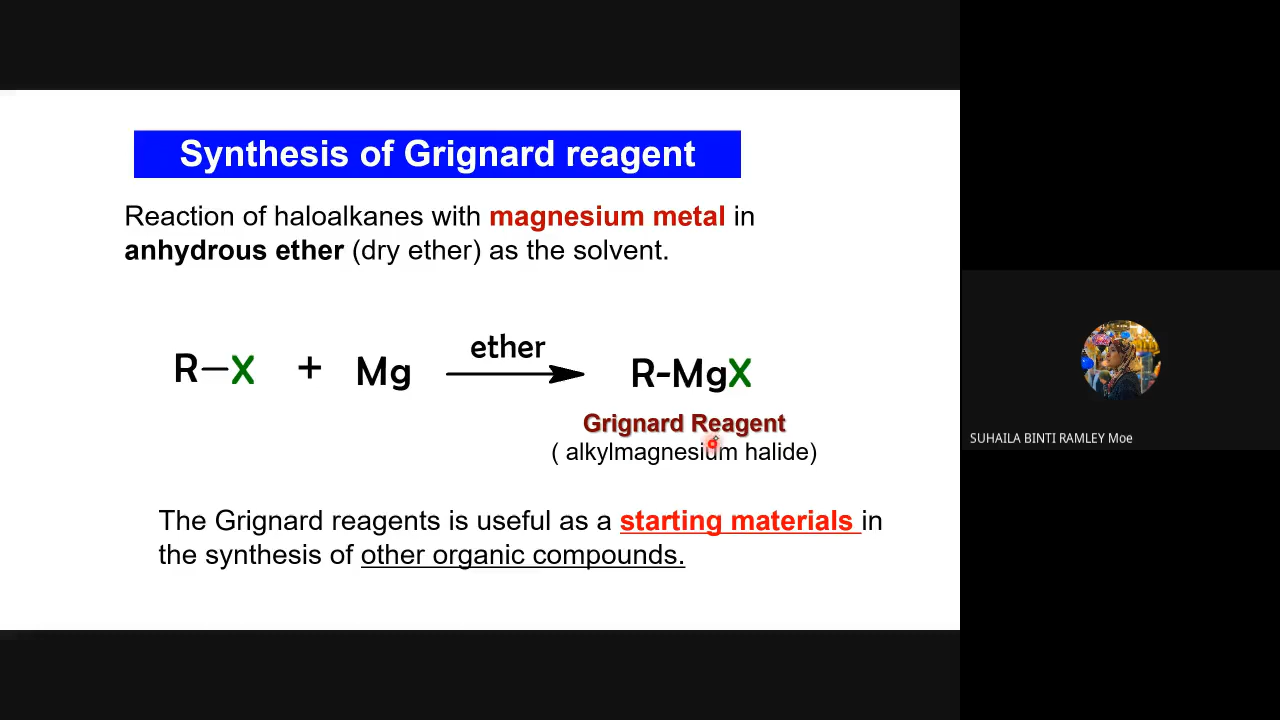 Synthesis of Grignard reagent
Reaction of haloalkanes with magnesium metal in
anhydrous ether (dry ether) as the solvent.
R–X + Mg ether R-MgX
Grignard Reagent
( alkylmagnesium halide)
The Grignard reagents is useful as a starting materials in
the synthesis of other organic compounds.
SUHAILA BINTI RAMLEY Moe